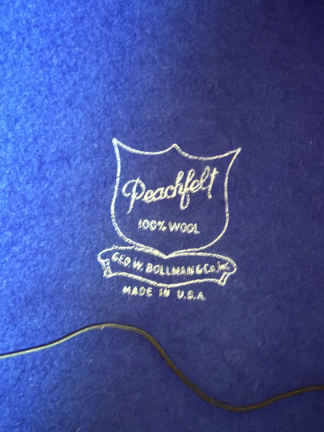 Peachfelt
100% WOOL
GEO. W. BOLLMAN & Co., Inc.
MADE IN U.S.A.